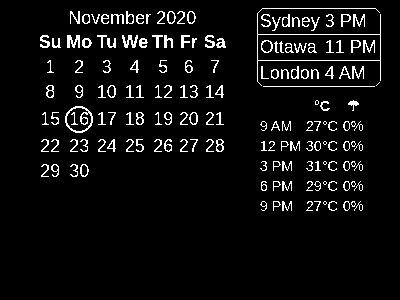 November 2020
Su Mo Tu We Th Fr Sa
1 2 3 4 5 6 7
8 9 10 11 12 13 14
15 16 17 18 19 20 21
22 23 24 25 26 27 28
29 30
Sydney 3 PM
Ottawa 11 PM
London 4 AM
°C ☂
9 AM 27°C 0%
12 PM 30°C 0%
3 PM 31°C 0%
6 PM 29°C 0%
9 PM 27°C 0%